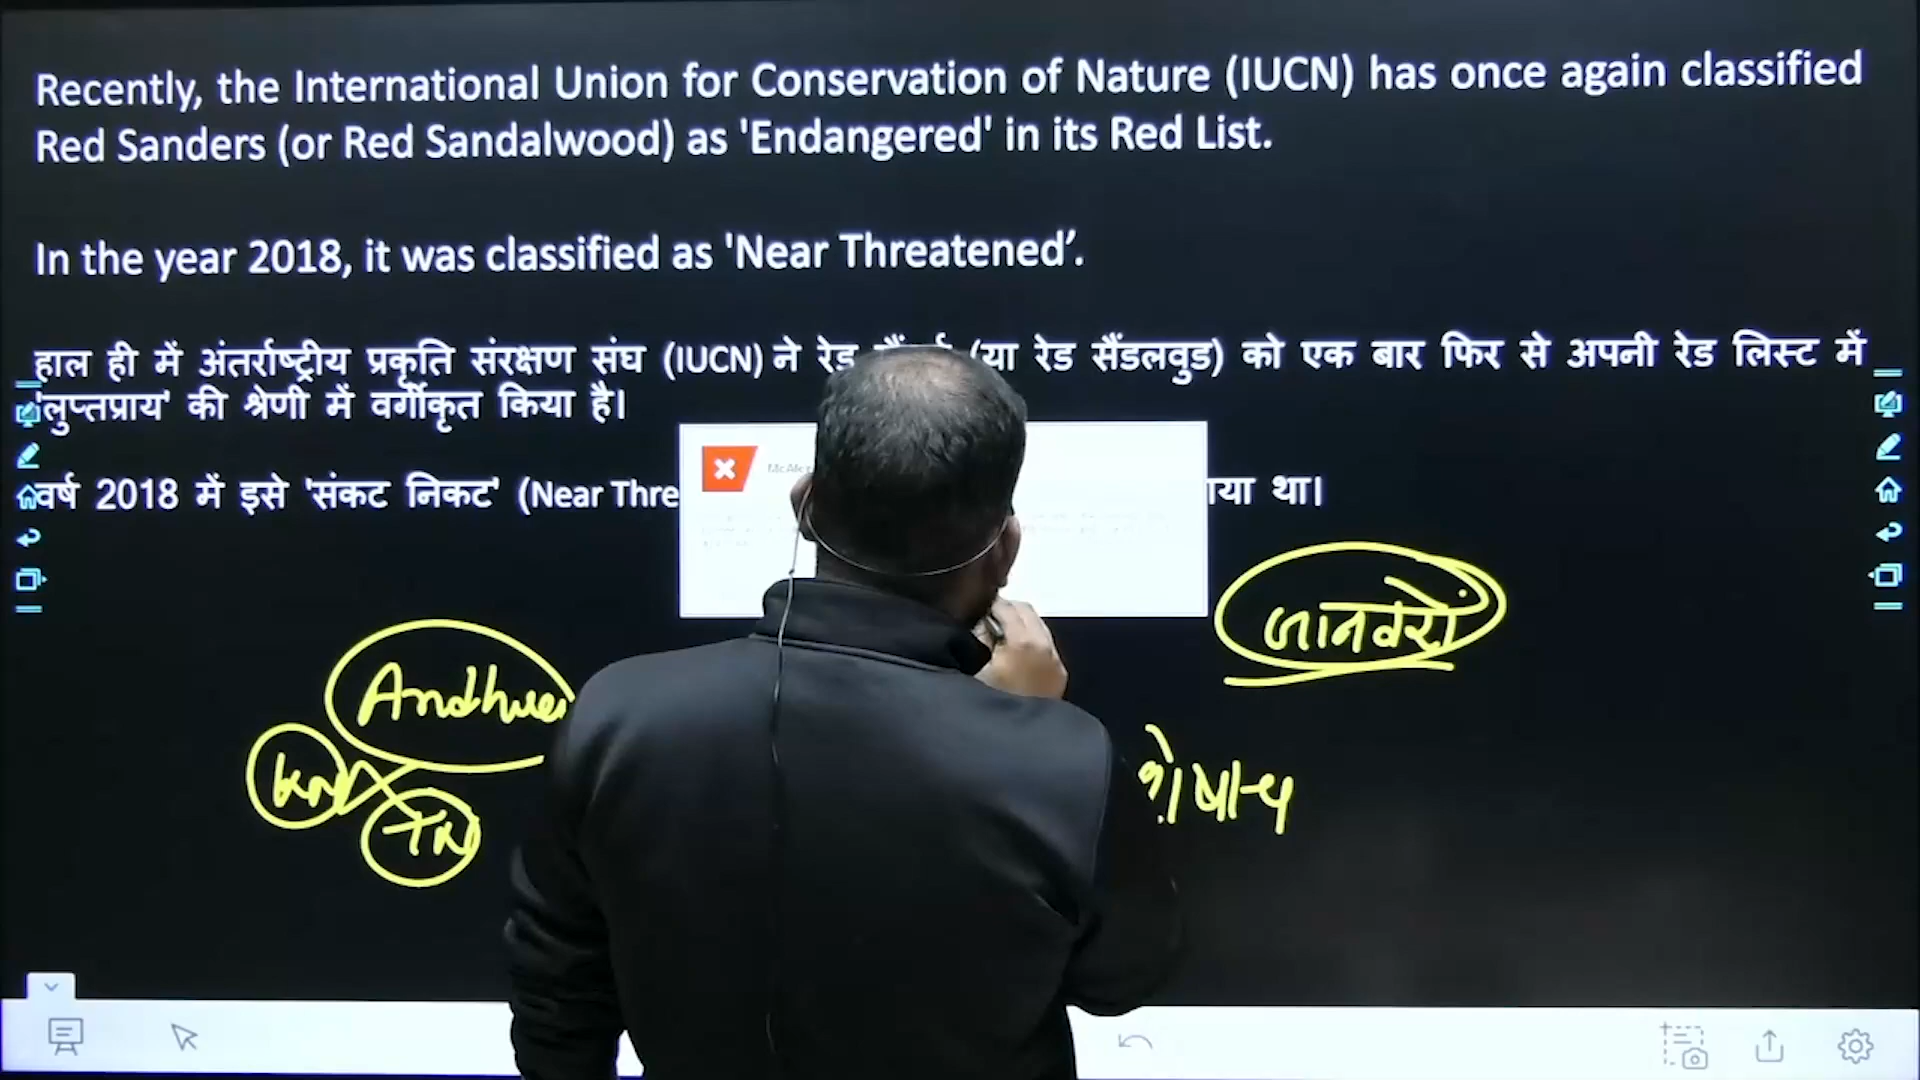 Recently, the International Union for Conservation of Nature (IUCN) has once again classified
Red Sanders (or Red Sandalwood) as 'Endangered' in its Red List.
In the year 2018, it was classified as 'Near Threatened’.
हाल ही में अंतर्राष्ट्रीय प्रकृति संरक्षण संघ (IUCN) ने रेड (या रेड सैंडलवुड) को एक बार फिर से अपनी रेड लिस्ट में
'लुप्तप्राय' की श्रेणी में वर्गीकृत किया है।
वर्ष 2018 में इसे 'संकट निकट' (Near Thre या था।
जानवरों